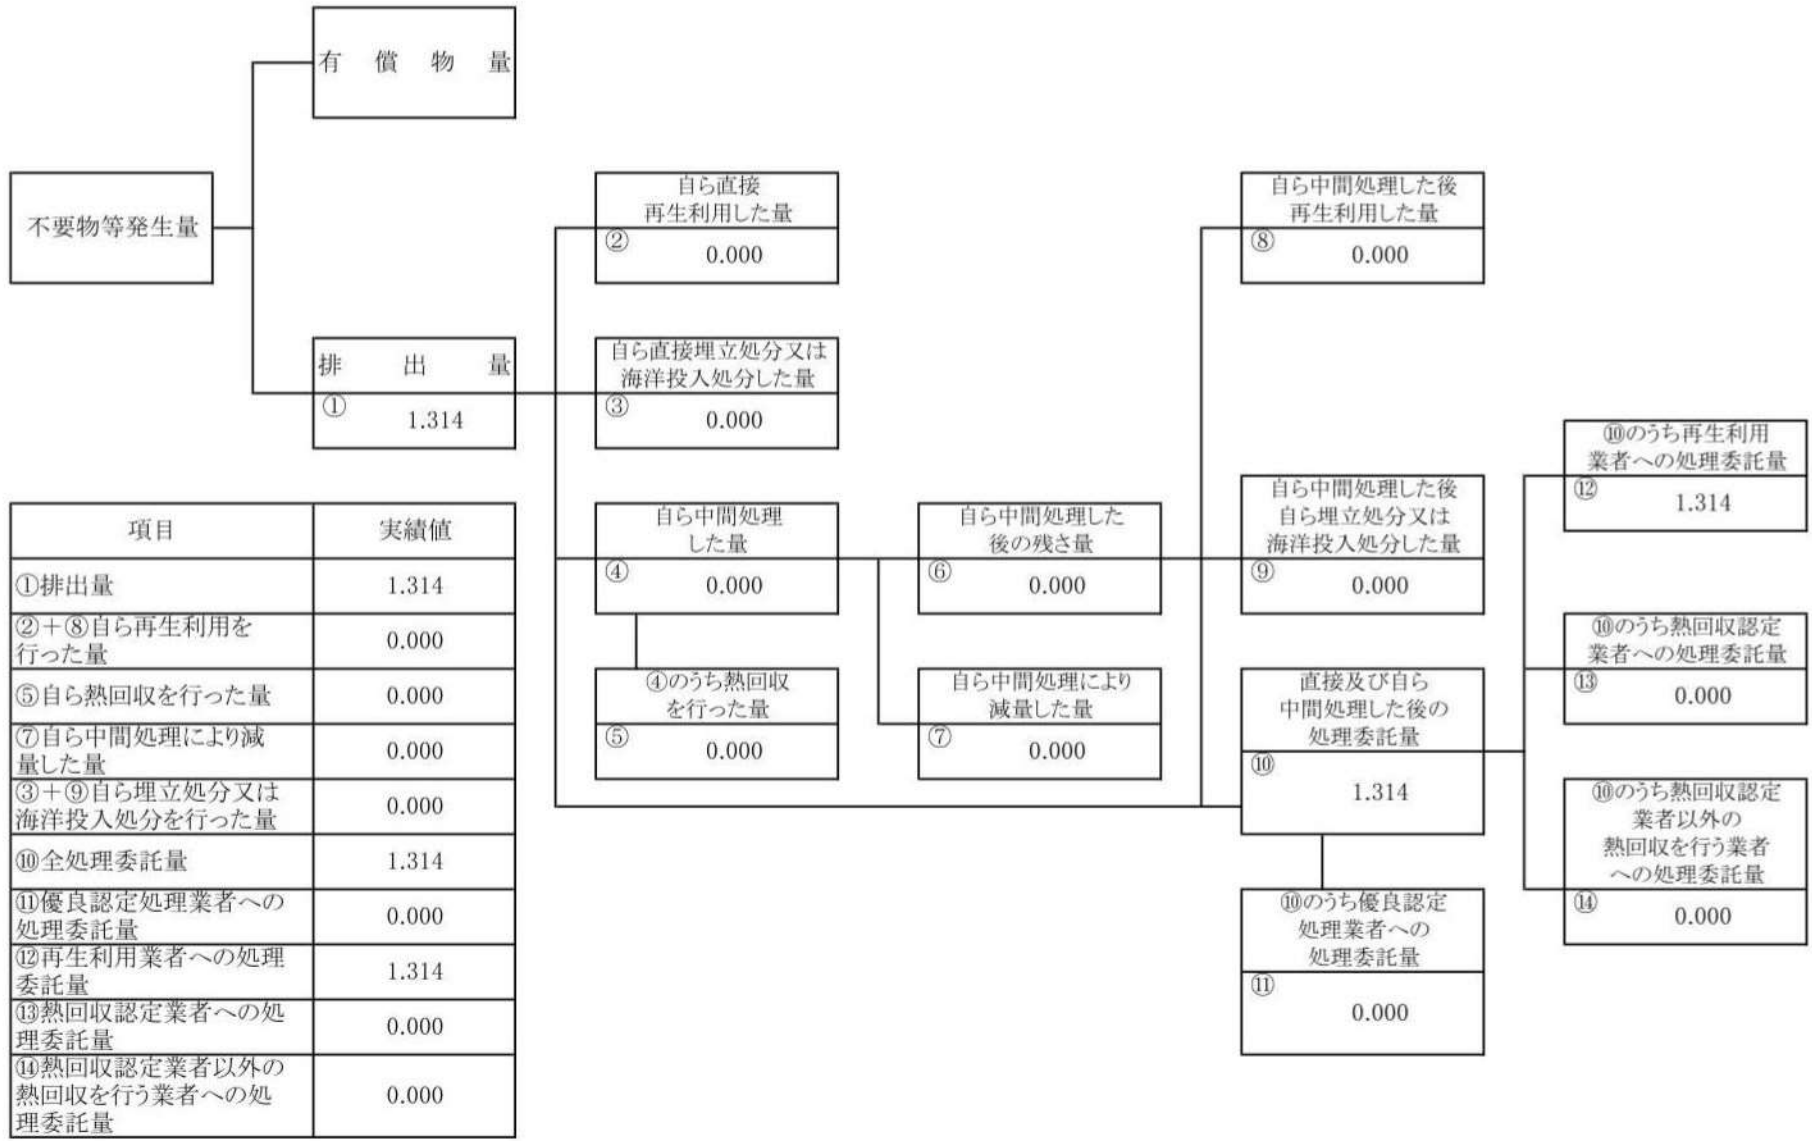 有償物量
不要物等発生量
排出量
① 1.314
自ら直接
再生利用した量
② 0.000
自ら直接埋立処分又は
海洋投入処分した量
③ 0.000
自ら中間処理
した量
④ 0.000
④のうち熱回収
を行った量
⑤ 0.000
自ら中間処理した
後の残さ量
⑥ 0.000
自ら中間処理により
減量した量
⑦ 0.000
自ら中間処理した後
再生利用した量
⑧ 0.000
自ら中間処理した後
自ら埋立処分又は
海洋投入処分した量
⑨ 0.000
直接及び自ら
中間処理した後の
処理委託量
⑩ 1.314
⑩のうち優良認定
処理業者への
処理委託量
⑪ 0.000
⑩のうち再生利用
業者への処理委託量
⑫ 1.314
⑩のうち熱回収認定
業者への処理委託量
⑬ 0.000
⑩のうち熱回収認定
業者以外の
熱回収を行う業者
への処理委託量
⑭ 0.000
項目 実績値
①排出量 1.314
②+⑧自ら再生利用を
行った量 0.000
⑤自ら熱回収を行った量 0.000
⑦自ら中間処理により減
量した量 0.000
③+⑨自ら埋立処分又は
海洋投入処分を行った量 0.000
⑩全処理委託量 1.314
⑪優良認定処理業者への
処理委託量 0.000
⑫再生利用業者への処理
委託量 1.314
⑬熱回収認定業者への処
理委託量 0.000
⑭熱回収認定業者以外の
熱回収を行う業者への処
理委託量 0.000